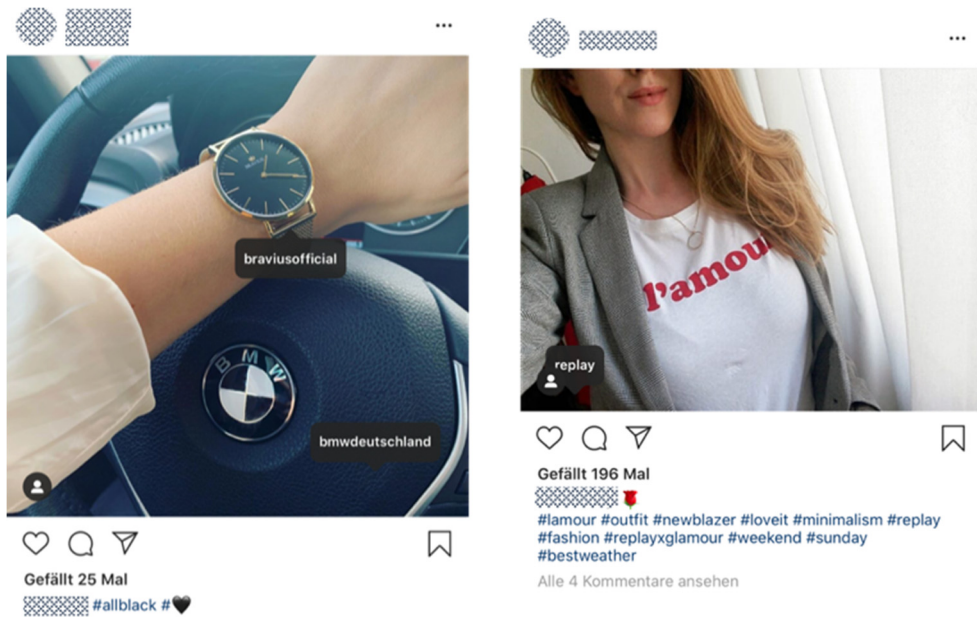 braviusofficial
BMW
bmwdeutschland
Gefällt 25 Mal
#allblack #🖤
l'amou
replay
Gefällt 196 Mal
🌹
#lamour #outfit #newblazer #loveit #minimalism #replay
#fashion #replayxglamour #weekend #sunday
#bestweather
Alle 4 Kommentare ansehen